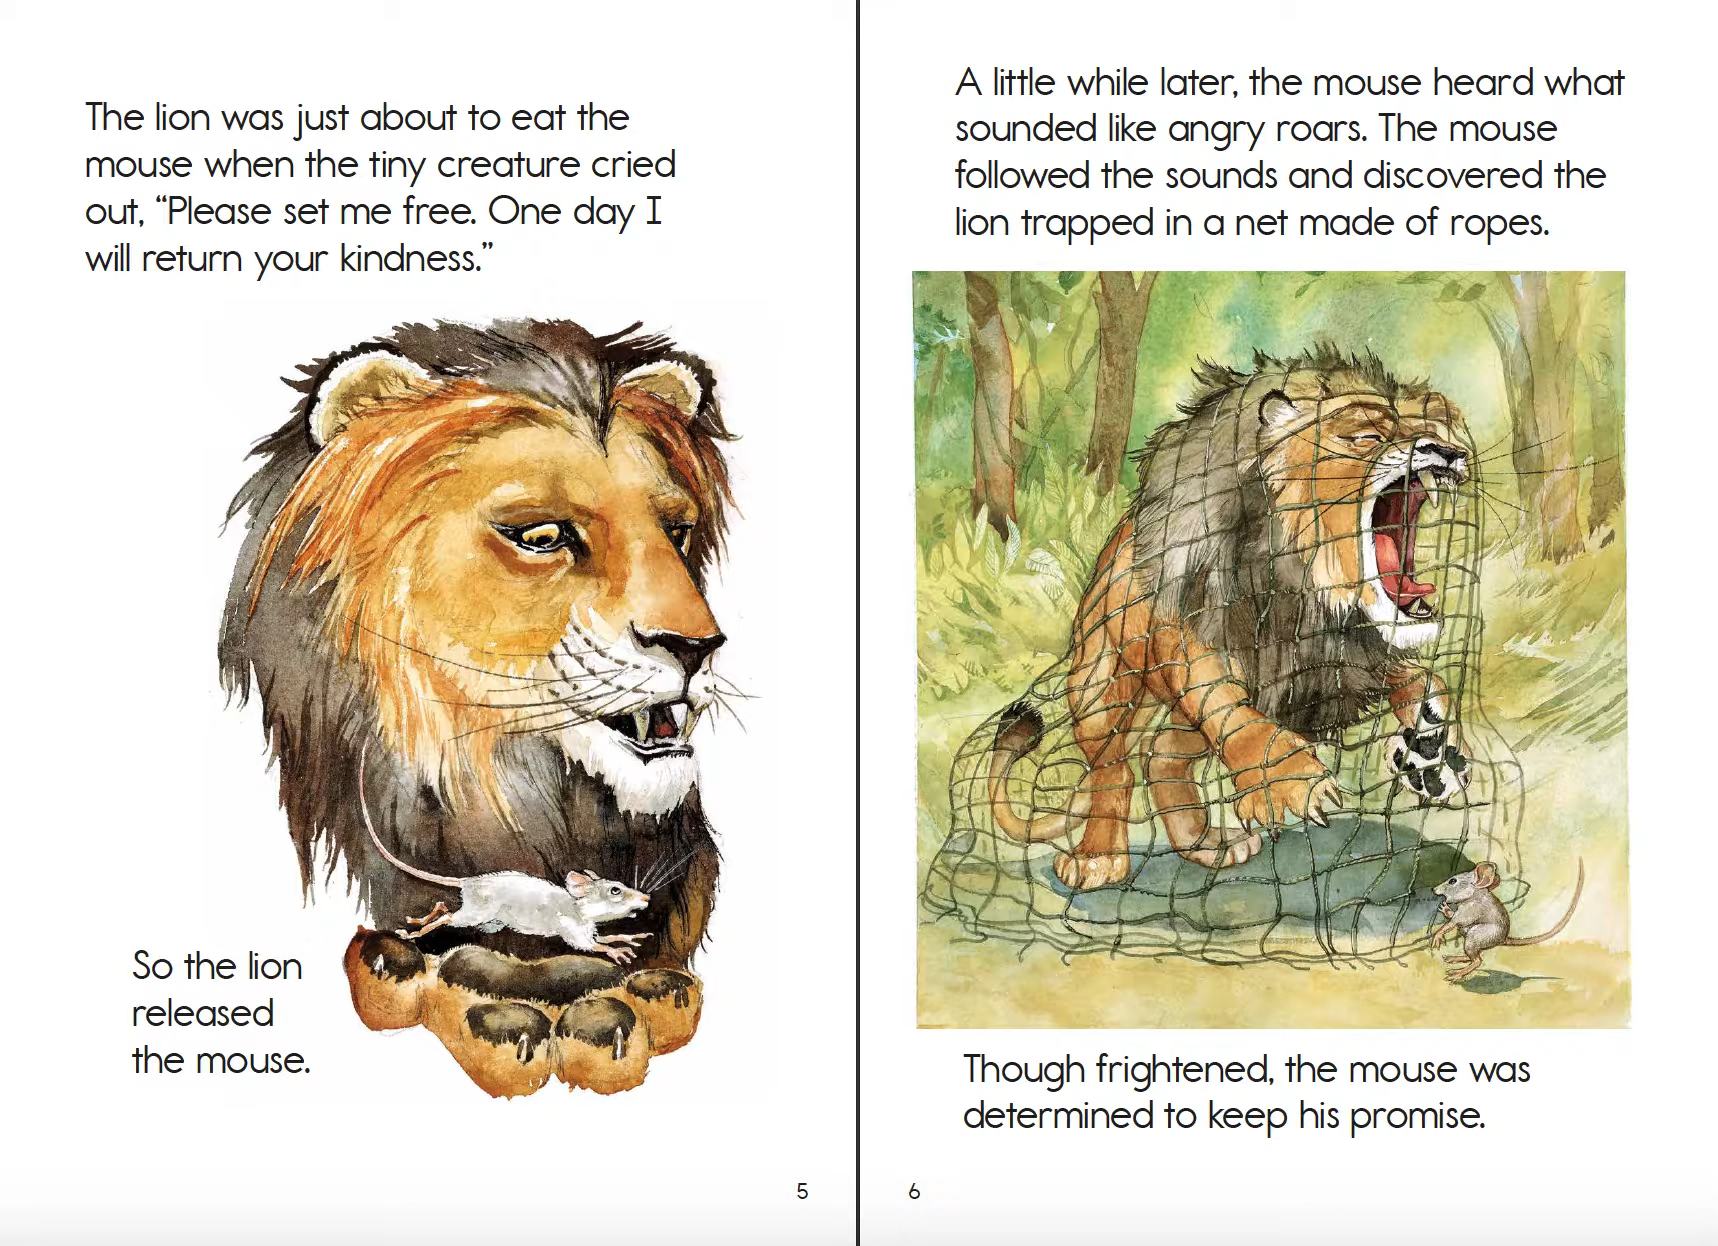 The lion was just about to eat the
mouse when the tiny creature cried
out, “Please set me free. One day I
will return your kindness.”
So the lion
released
the mouse.
5
A little while later, the mouse heard what
sounded like angry roars. The mouse
followed the sounds and discovered the
lion trapped in a net made of ropes.
Though frightened, the mouse was
determined to keep his promise.
6